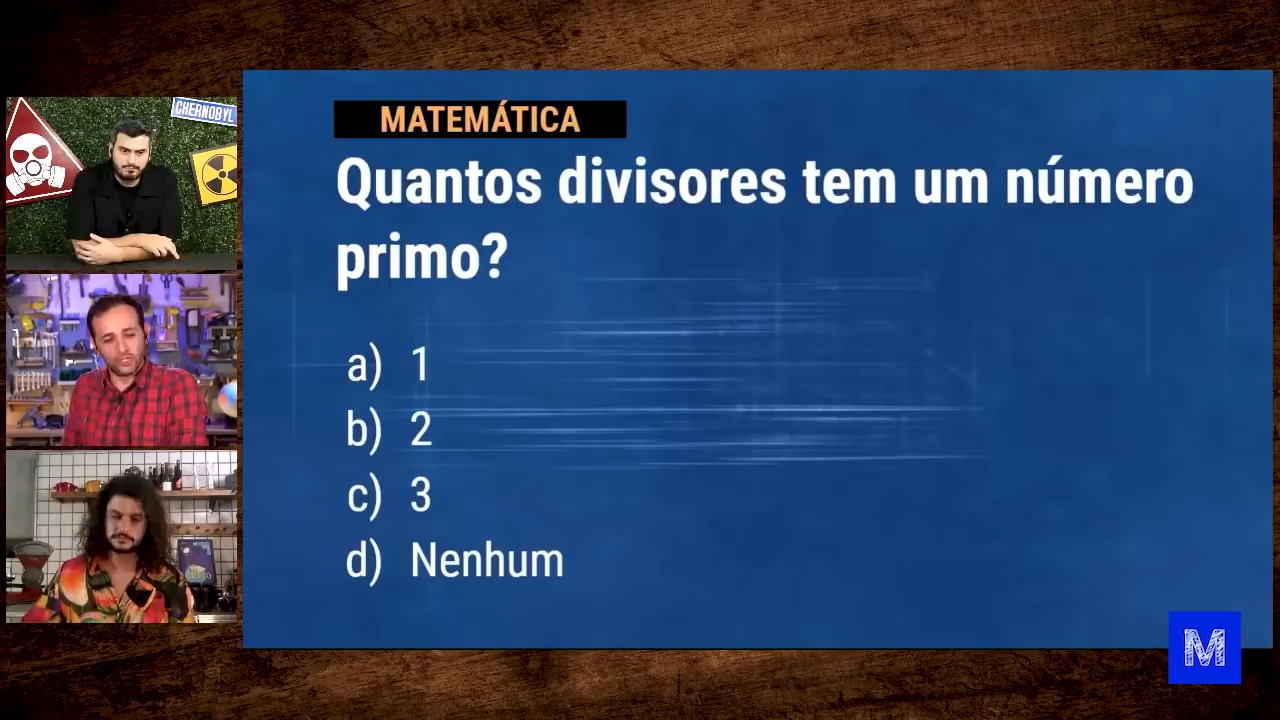 CHERNOBYL
MATEMÁTICA
Quantos divisores tem um número
primo?
a) 1
b) 2
c) 3
d) Nenhum
M